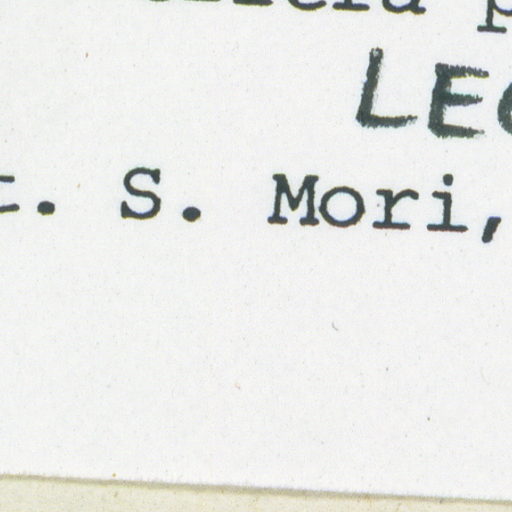 LE
t. S. Mori,